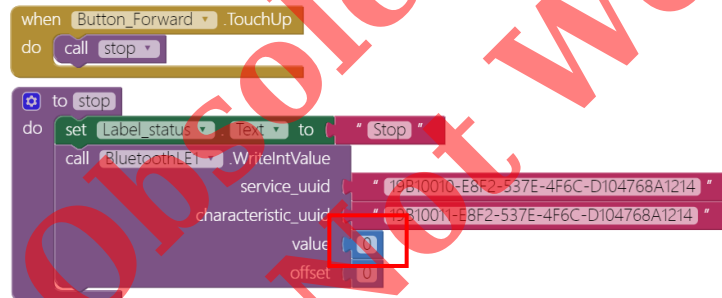 when Button_Forward .TouchUp
do call stop
to stop
do set Label_status . Text to " Stop "
call BluetoothLE1 .WriteIntValue
service_uuid " 19B10010-E8F2-537E-4F6C-D104768A1214 "
characteristic_uuid " 19B10011-E8F2-537E-4F6C-D104768A1214 "
value 0
offset 0
Obsole
Not W